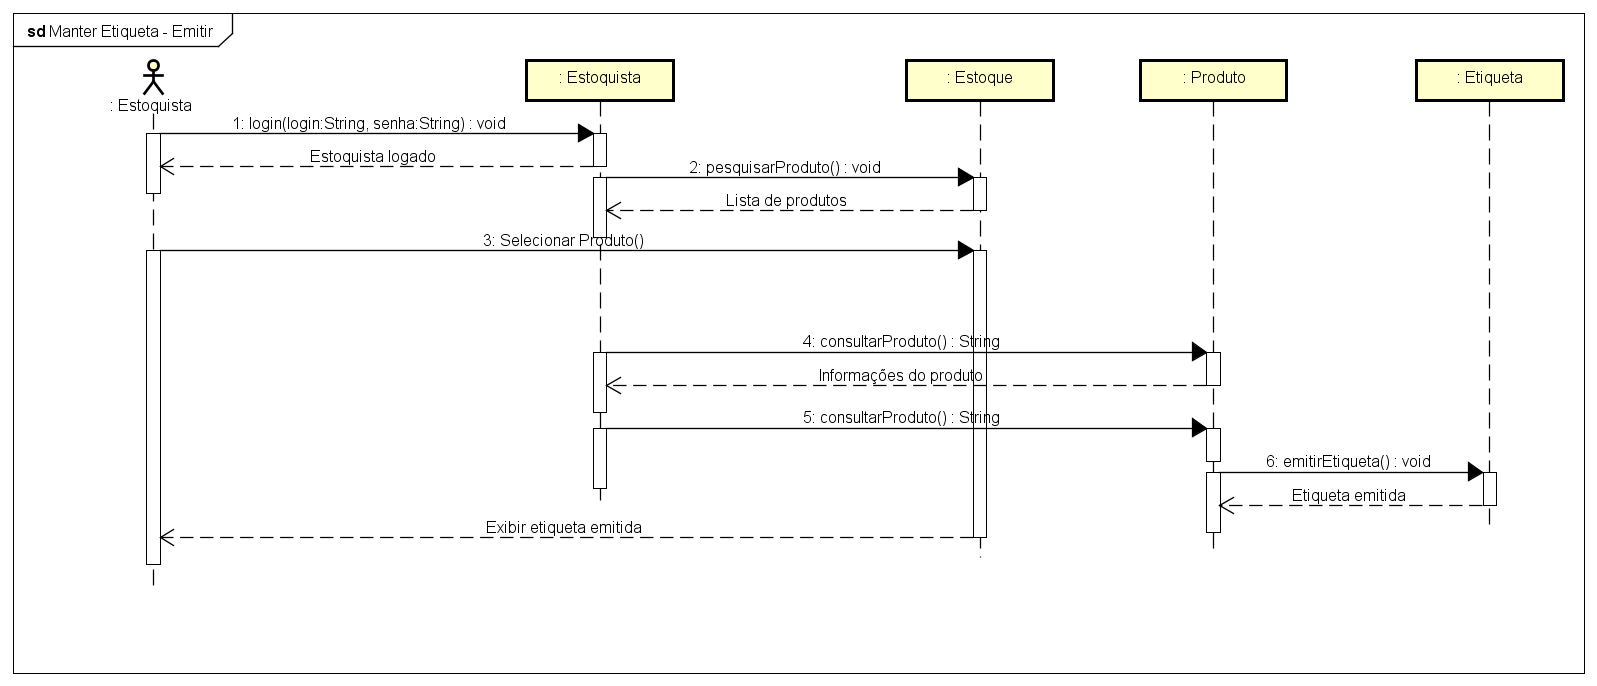 sd Manter Etiqueta - Emitir
: Estoquista
: Estoquista
: Estoque
: Produto
: Etiqueta
1: login(login:String, senha:String) : void
Estoquista logado
2: pesquisarProduto() : void
Lista de produtos
3: Selecionar Produto()
4: consultarProduto() : String
Informações do produto
5: consultarProduto() : String
6: emitirEtiqueta() : void
Etiqueta emitida
Exibir etiqueta emitida